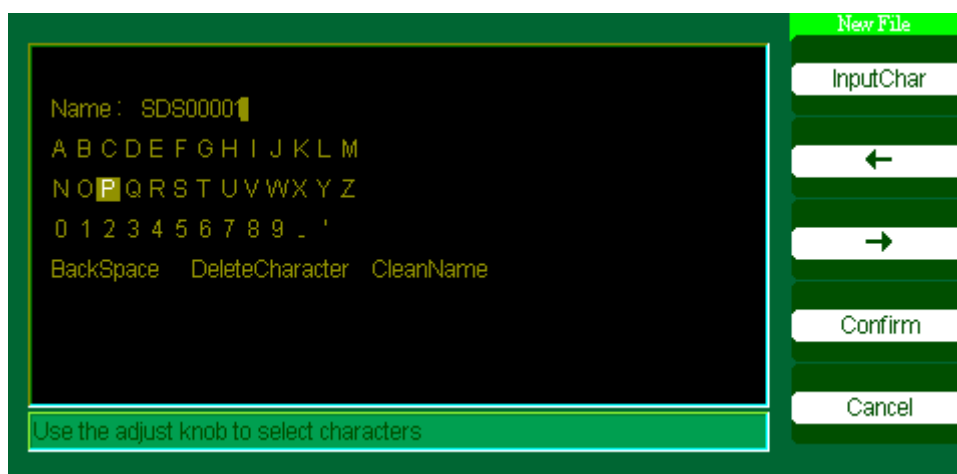 New File
InputChar
←
→
Confirm
Cancel
Name: SDS00001
A B C D E F G H I J K L M
N O P Q R S T U V W X Y Z
0 1 2 3 4 5 6 7 8 9 _ '
BackSpace DeleteCharacter CleanName
Use the adjust knob to select characters